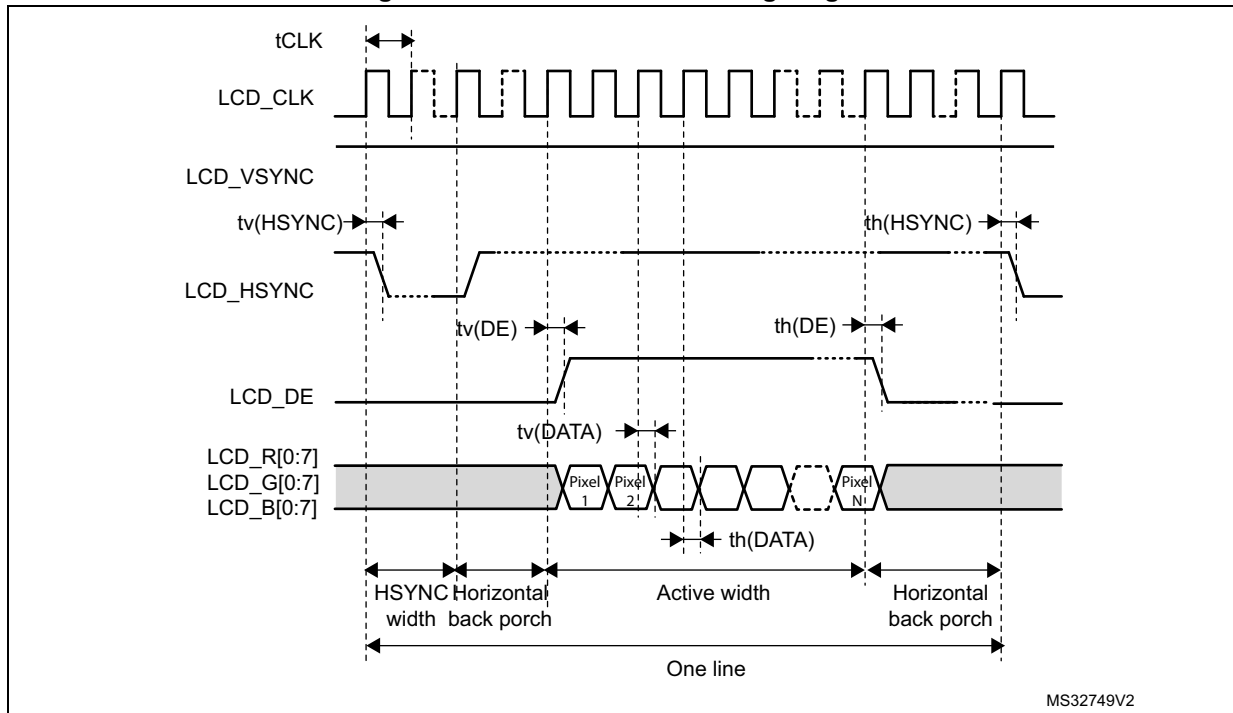 tCLK
LCD_CLK
LCD_VSYNC
tv(HSYNC)
th(HSYNC)
LCD_HSYNC
tv(DE)
th(DE)
LCD_DE
tv(DATA)
LCD_R[0:7]
LCD_G[0:7]
LCD_B[0:7]
Pixel
1
Pixel
2
Pixel
N
th(DATA)
HSYNC
width
Horizontal
back porch
Active width
Horizontal
back porch
One line
MS32749V2